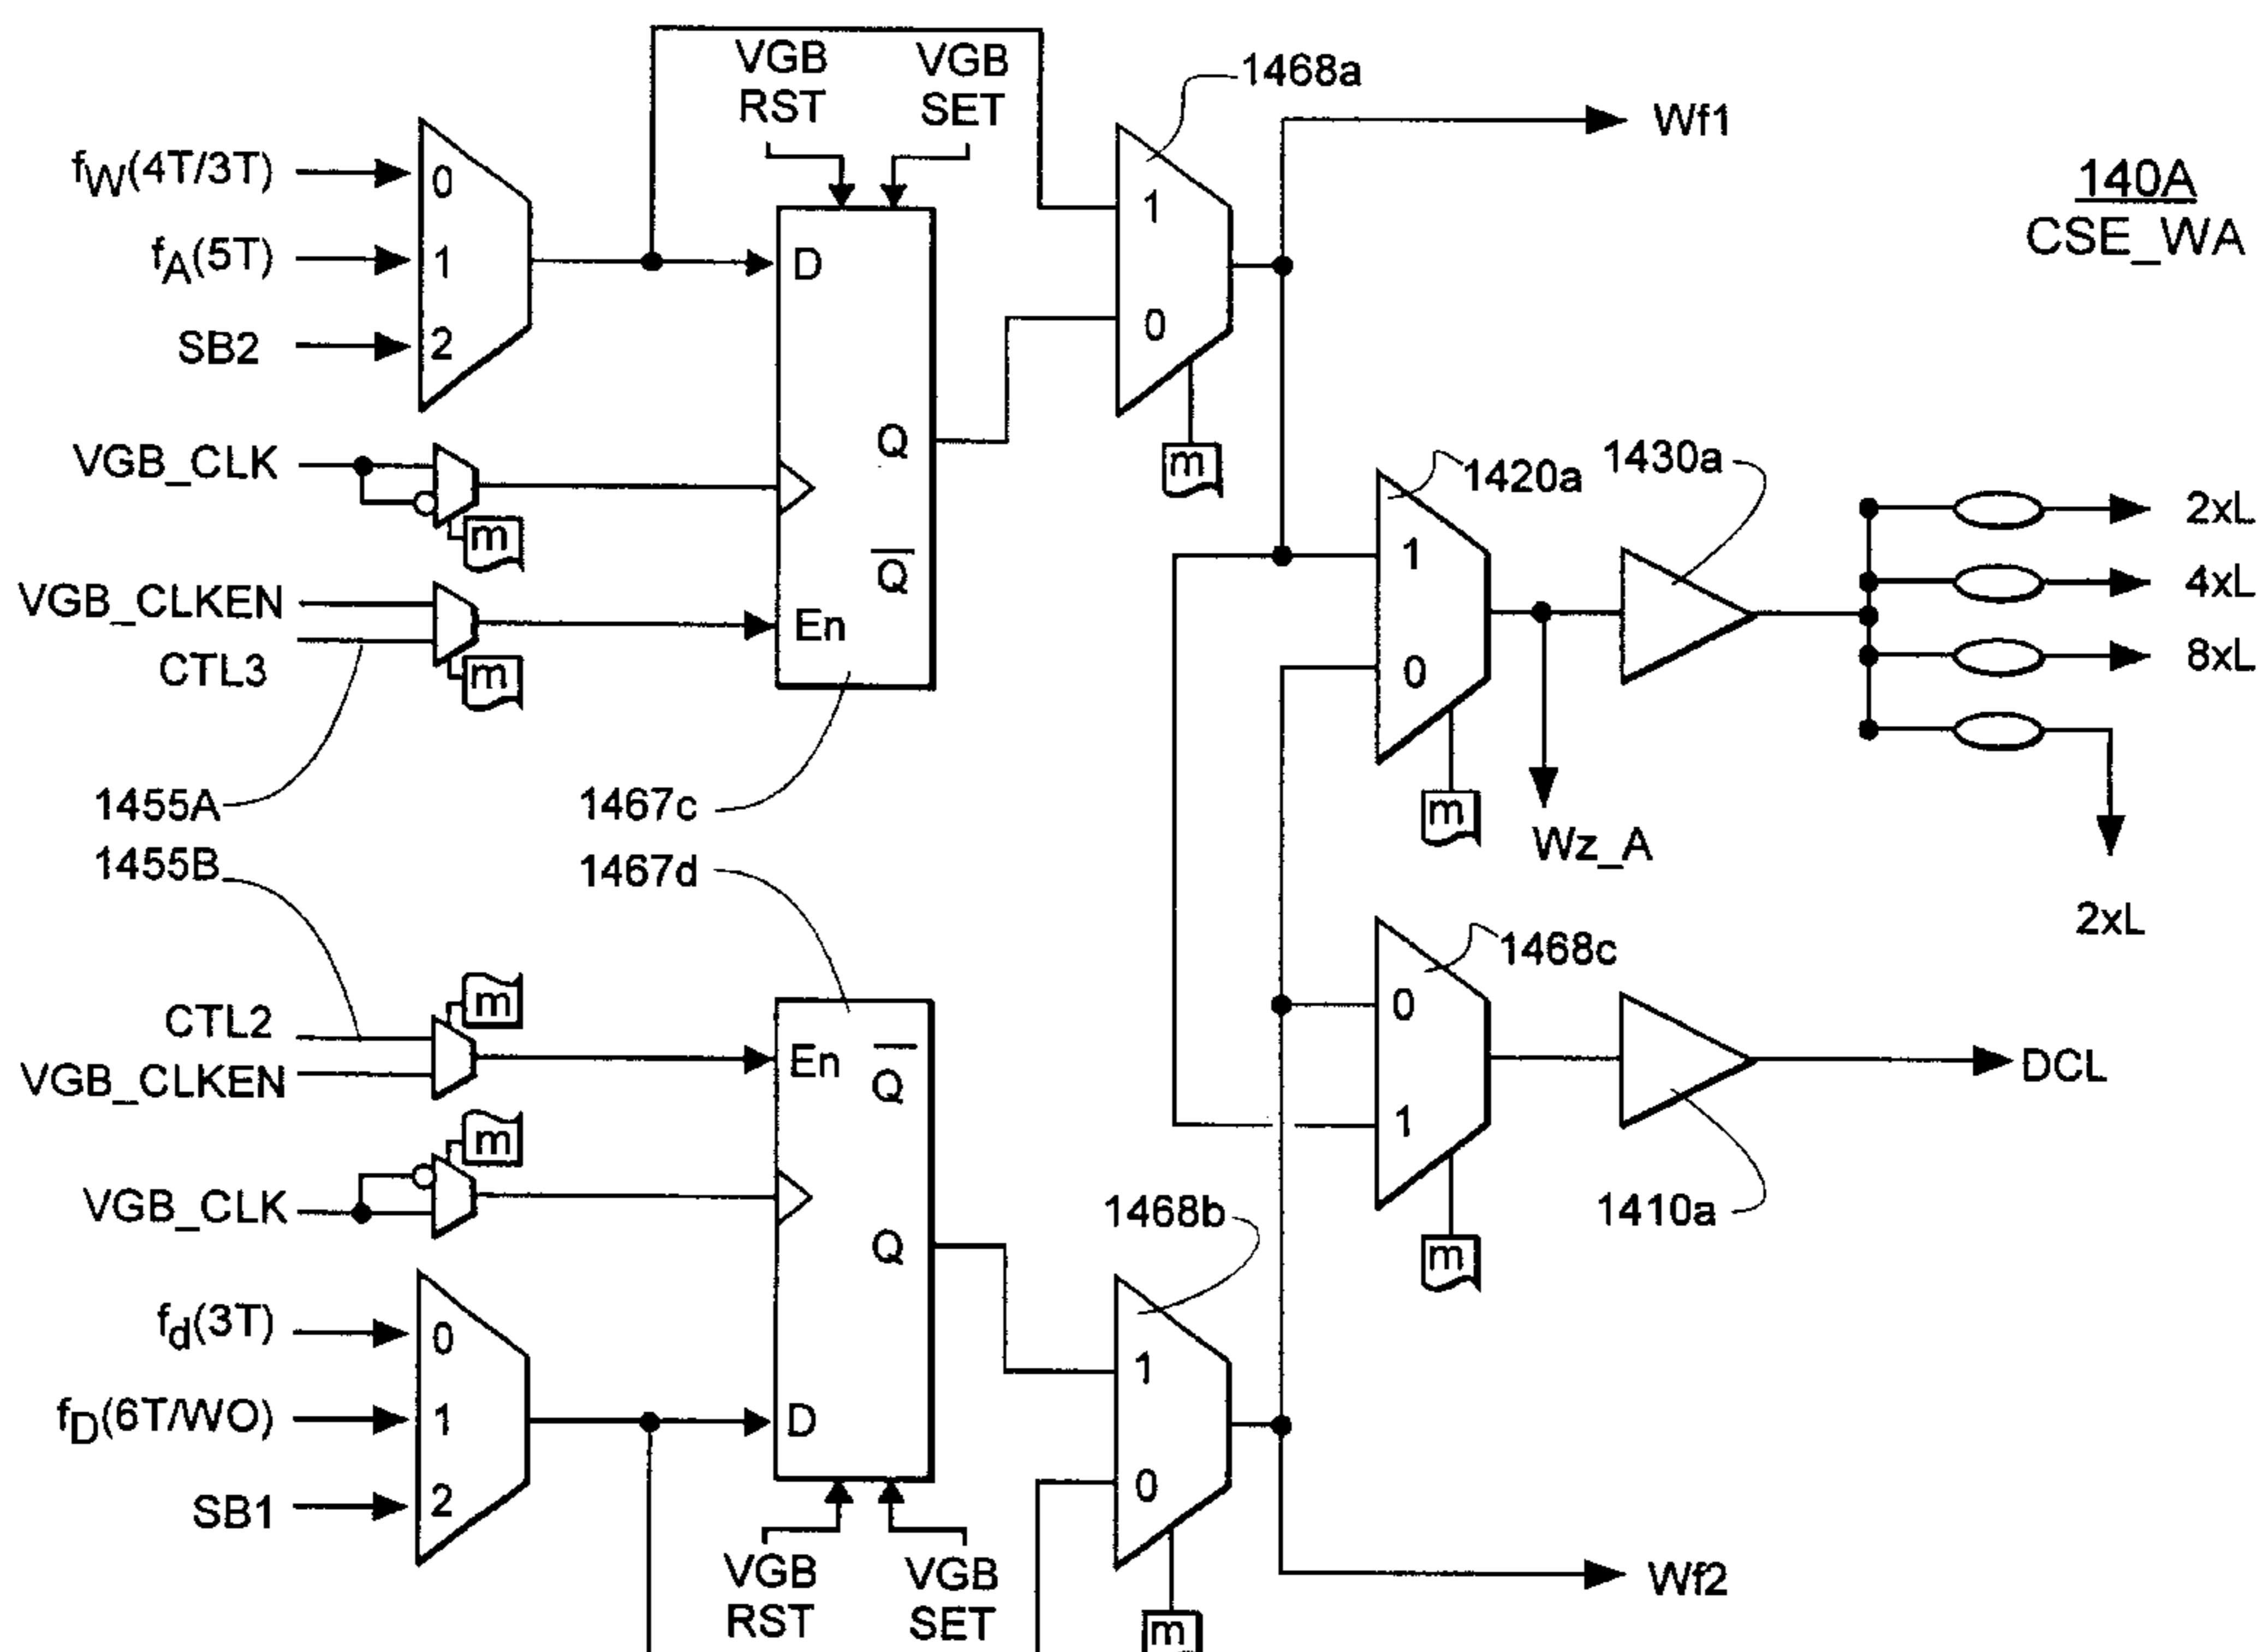 VGB
RST
VGB
SET
1468a
Wf1
140A
CSE_WA
fW(4T/3T)
0
fA(5T)
1
SB2
2
D
1
0
Q
m
VGB_CLK
m
1420a
1430a
2xL
4xL
8xL
2xL
1
0
m
Wz_A
VGB_CLKEN
CTL3
m
Q
En
1455A
1467c
1455B
1467d
CTL2
VGB_CLKEN
m
En
Q
1468c
0
1
m
DCL
1410a
VGB_CLK
m
Q
1468b
fd(3T)
0
fD(6T/WO)
1
SB1
2
D
1
0
m
VGB
RST
VGB
SET
Wf2